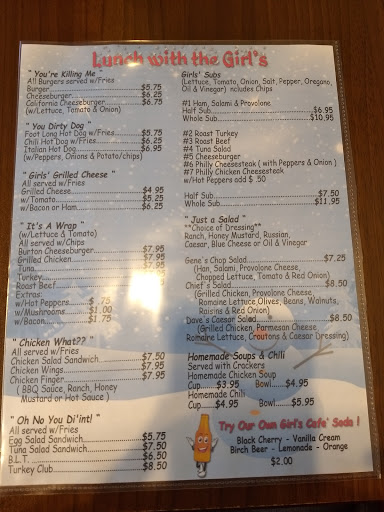 Lunch with the Girl's
" You're Killing Me "
All Burgers served w/Fries
Burger $5.75
Cheeseburger $6.25
California Cheeseburger $6.75
(w/Lettuce, Tomato & Onion)
" You Dirty Dog "
Foot Long Hot Dog w/Fries $5.75
Chili Hot Dog w/Fries $6.25
Italian Hot Dog $6.95
(w/Peppers, Onions & Potato/chips)
" Girls' Grilled Cheese "
All served w/Fries
Grilled Cheese $4.95
w/Tomato $5.25
w/Bacon or Ham $6.25
"It's A Wrap "
(w/Lettuce & Tomato)
All served w/Chips
Burton Cheeseburger $7.95
Grilled Chicken $7.95
Tuna $7.95
Turkey
Roast Beef
Extras:
w/Hot Peppers $ .75
w/Mushrooms $1.00
w/Bacon $1.75
" Chicken What?? "
All served w/Fries
Chicken Salad Sandwich $7.50
Chicken Wings $7.95
Chicken Finger $7.95
( BBQ Sauce, Ranch, Honey
Mustard or Hot Sauce )
" Oh No You Di'int! "
All served w/Fries
Egg Salad Sandwich $5.75
Tuna Salad Sandwich $7.50
B.L.T. $6.50
Turkey Club $8.50
Girls' Subs
(Lettuce, Tomato, Onion, Salt, Pepper, Oregano,
Oil & Vinegar) includes Chips
#1 Ham, Salami & Provolone
Half Sub $6.95
Whole Sub $10.95
#2 Roast Turkey
#3 Roast Beef
#4 Tuna Salad
#5 Cheeseburger
#6 Philly Cheesesteak ( with Peppers & Onion )
#7 Philly Chicken Cheesesteak
w/Hot Peppers add $ .50
Half Sub $7.50
Whole Sub $11.95
" Just a Salad "
**Choice of Dressing**
Ranch, Honey Mustard, Russian,
Caesar, Blue Cheese or Oil & Vinegar
Gene's Chop Salad $7.25
(Han, Salami, Provolone Cheese,
Chopped Lettuce, Tomato & Red Onion)
Chief's Salad $8.50
(Grilled Chicken, Provolone Cheese,
Romaine Lettuce Olives, Beans, Walnuts,
Raisins & Red Onion)
Dave's Caesar Salad $8.50
(Grilled Chicken, Parmesan Cheese
Romaine Lettuce, Croutons & Caesar Dressing)
Homemade Soups & Chili
Served with Crackers
Homemade Chicken Soup
Cup $3.95 Bowl $4.95
Homemade Chili
Cup $4.95 Bowl $5.95
Try Our Own Girl's Cafe' Soda !
Black Cherry - Vanilla Cream
Birch Beer - Lemonade - Orange
$2.00